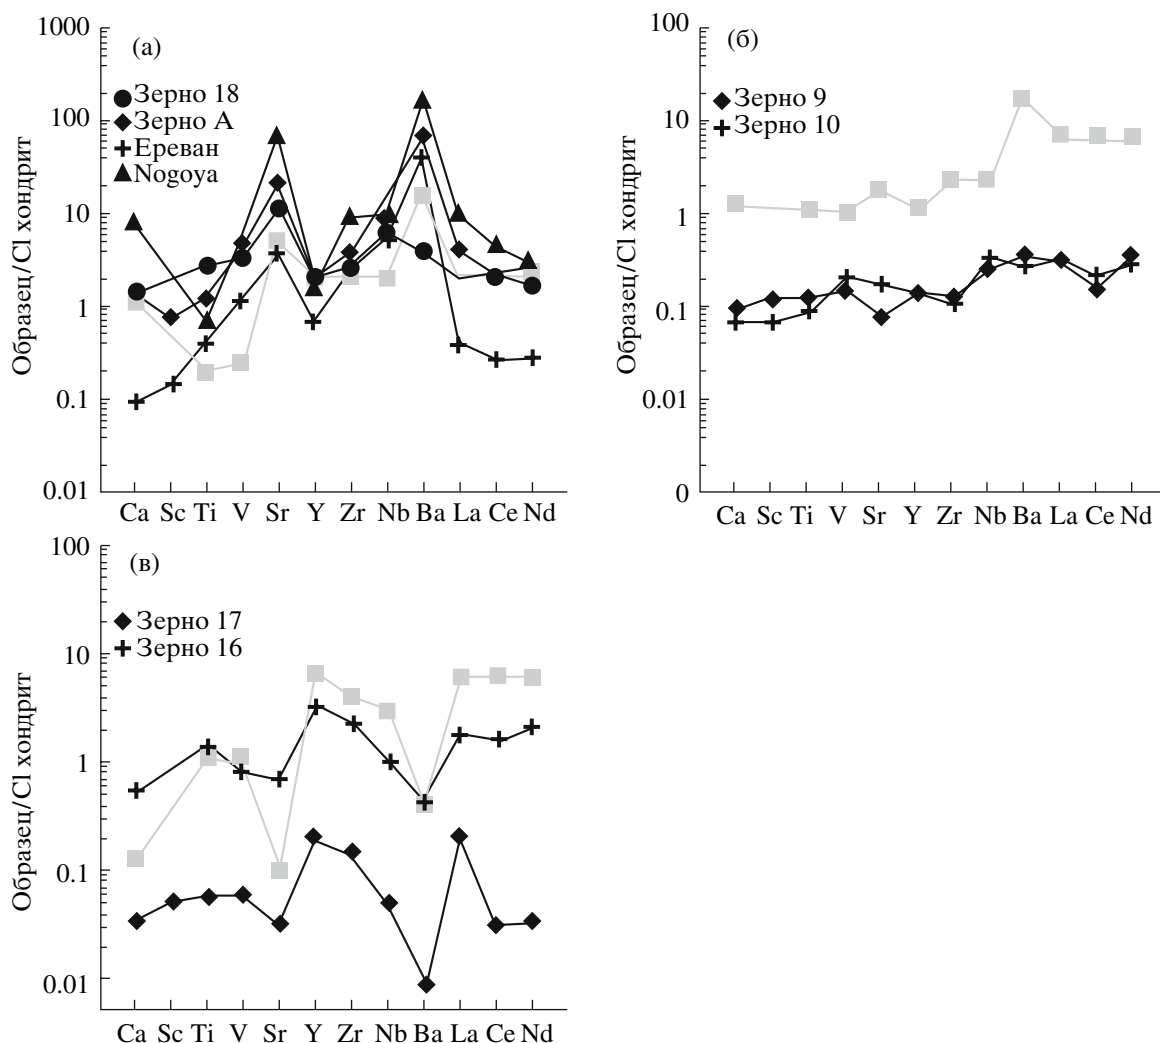 Образец/Cl хондрит
1000
100
10
1
0.1
0.01
(а)
Зерно 18
Зерно А
Ереван
Nogoya
Ca Sc Ti V Sr Y Zr Nb Ba La Ce Nd
Образец/Cl хондрит
100
10
1
0.1
0.01
0
(б)
Зерно 9
Зерно 10
Ca Sc Ti V Sr Y Zr Nb Ba La Ce Nd
Образец/Cl хондрит
100
10
1
0.1
0.01
(в)
Зерно 17
Зерно 16
Ca Sc Ti V Sr Y Zr Nb Ba La Ce Nd